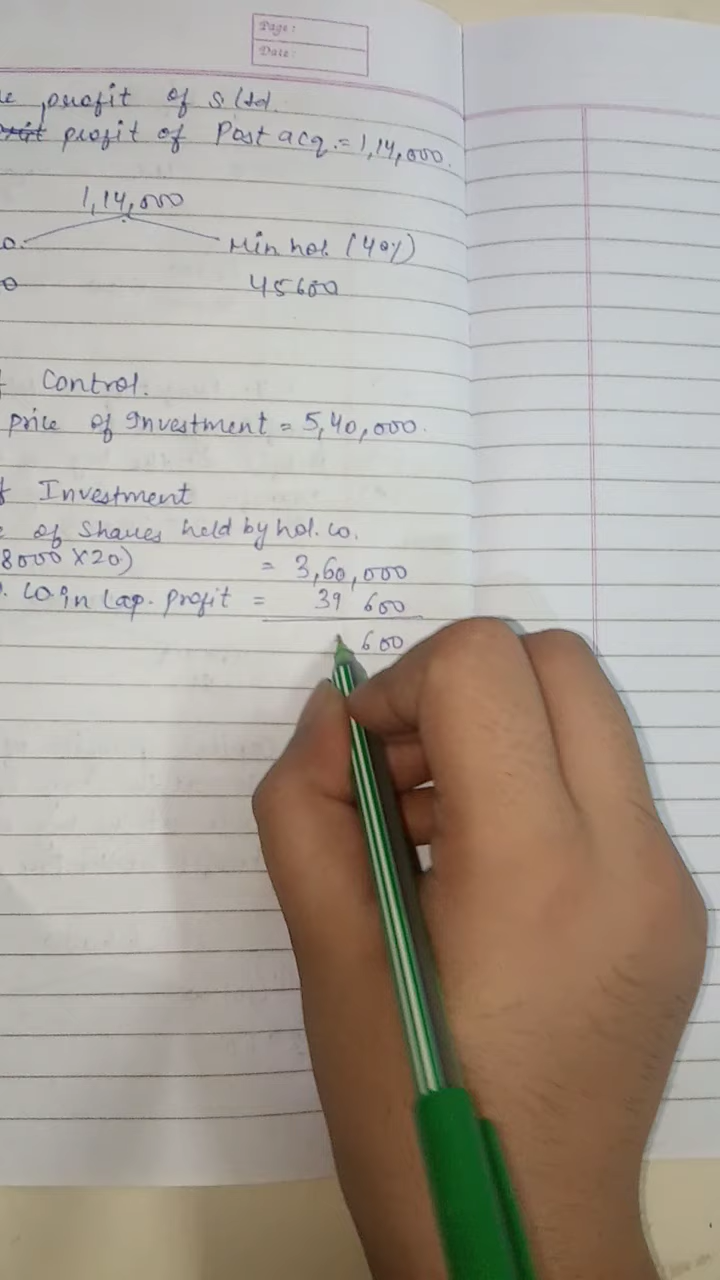 Page:
Date:
profit of S. Ltd.
profit of Post acq. = 1,14,000.
1,14,000
0. Min hol. (40%)
0 45600
Control.
price of Investment = 5,40,000.
Investment
of Shares held by hol. co.
8000 X 20) = 3,60,000
. co. in Cap. profit = 39 600
600